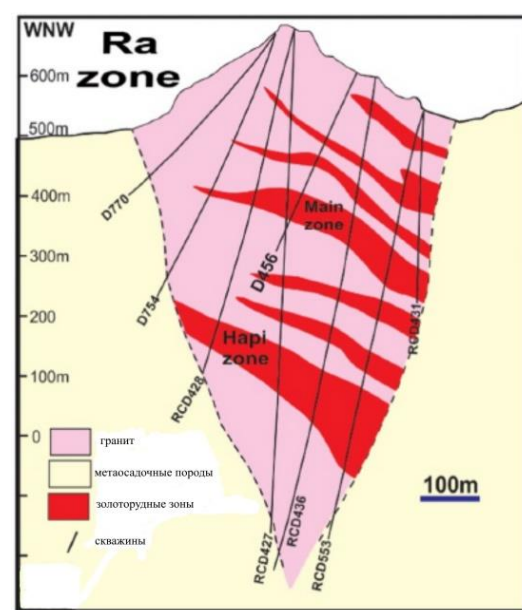 WNW
Ra
zone
600m
500m
400m
300m
200
100m
0
D770
D754
RCD428
D456
Main
zone
Hapi
zone
RCD431
RCD427
RCD436
RCD553
100m
гранит
метаосадочные породы
золоторудные зоны
скважины